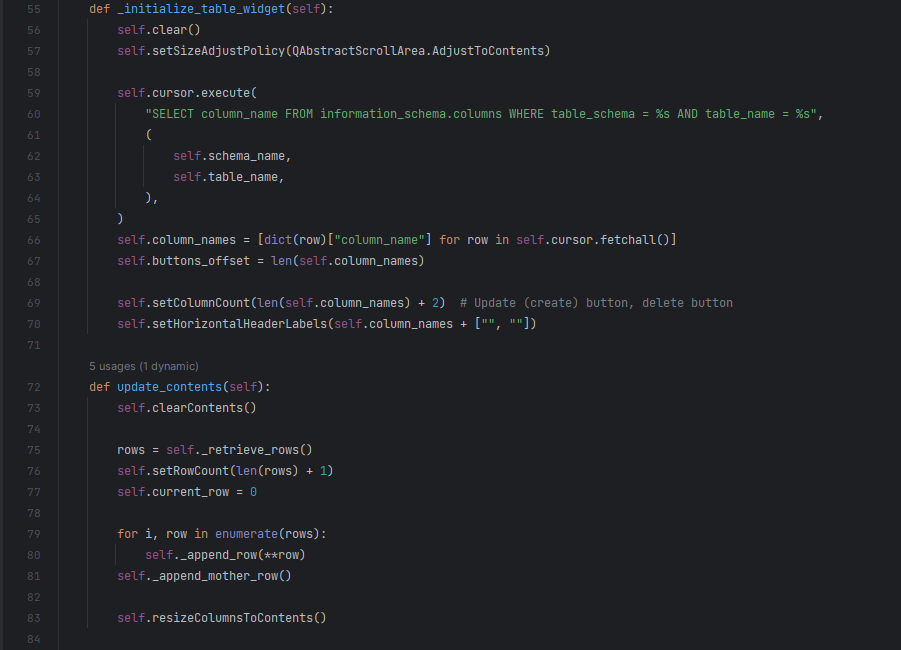 55 def _initialize_table_widget(self):
56 self.clear()
57 self.setSizeAdjustPolicy(QAbstractScrollArea.AdjustToContents)
58
59 self.cursor.execute(
60 "SELECT column_name FROM information_schema.columns WHERE table_schema = %s AND table_name = %s",
61 (
62 self.schema_name,
63 self.table_name,
64 ),
65 )
66 self.column_names = [dict(row)["column_name"] for row in self.cursor.fetchall()]
67 self.buttons_offset = len(self.column_names)
68
69 self.setColumnCount(len(self.column_names) + 2)  # Update (create) button, delete button
70 self.setHorizontalHeaderLabels(self.column_names + ["", ""])
71
5 usages (1 dynamic)
72 def update_contents(self):
73 self.clearContents()
74
75 rows = self._retrieve_rows()
76 self.setRowCount(len(rows) + 1)
77 self.current_row = 0
78
79 for i, row in enumerate(rows):
80 self._append_row(**row)
81 self._append_mother_row()
82
83 self.resizeColumnsToContents()
84